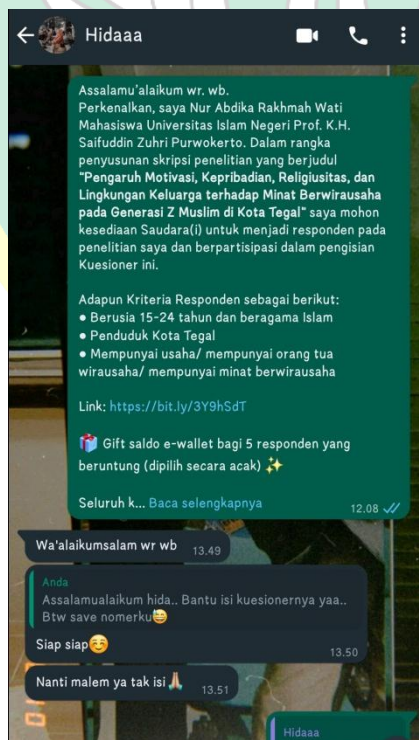 Hidaaa
Assalamu'alaikum wr. wb.
Perkenalkan, saya Nur Abdika Rakhmah Wati
Mahasiswa Universitas Islam Negeri Prof. K.H.
Saifuddin Zuhri Purwokerto. Dalam rangka
penyusunan skripsi penelitian yang berjudul
"Pengaruh Motivasi, Kepribadian, Religiusitas, dan
Lingkungan Keluarga terhadap Minat Berwirausaha
pada Generasi Z Muslim di Kota Tegal" saya mohon
kesediaan Saudara(i) untuk menjadi responden pada
penelitian saya dan berpartisipasi dalam pengisian
Kuesioner ini.
Adapun Kriteria Responden sebagai berikut:
● Berusia 15-24 tahun dan beragama Islam
● Penduduk Kota Tegal
● Mempunyai usaha/ mempunyai orang tua
wirausaha/ mempunyai minat berwirausaha
Link: https://bit.ly/3Y9hSdT
🎁 Gift saldo e-wallet bagi 5 responden yang
beruntung (dipilih secara acak) ✨
Seluruh k... Baca selengkapnya
12.08
Wa'alaikumsalam wr wb 13.49
Anda
Assalamualaikum hida.. Bantu isi kuesionernya yaa..
Btw save nomerku😅
Siap siap☺️
13.50
Nanti malem ya tak isi🙏🏻 13.51
Hidaaa